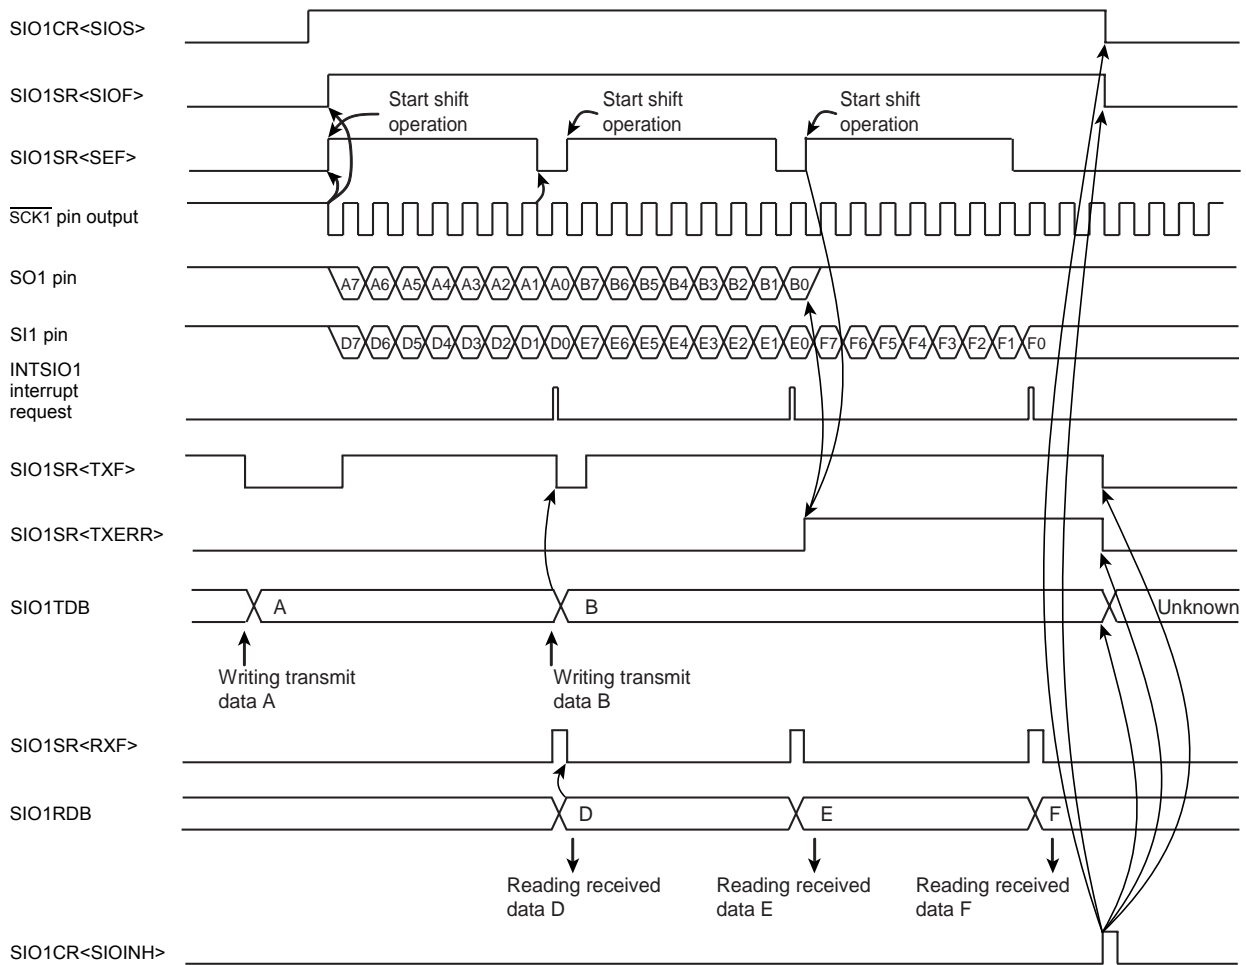 SIO1CR<SIOS>
SIO1SR<SIOF>
Start shift
operation
Start shift
operation
Start shift
operation
SIO1SR<SEF>
SCK1 pin output
SO1 pin
A7 A6 A5 A4 A3 A2 A1 A0 B7 B6 B5 B4 B3 B2 B1 B0
SI1 pin
D7 D6 D5 D4 D3 D2 D1 D0 E7 E6 E5 E4 E3 E2 E1 E0 F7 F6 F5 F4 F3 F2 F1 F0
INTSIO1
interrupt
request
SIO1SR<TXF>
SIO1SR<TXERR>
SIO1TDB
A
B
Unknown
Writing transmit
data A
Writing transmit
data B
SIO1SR<RXF>
SIO1RDB
D
E
F
Reading received
data D
Reading received
data E
Reading received
data F
SIO1CR<SIOINH>